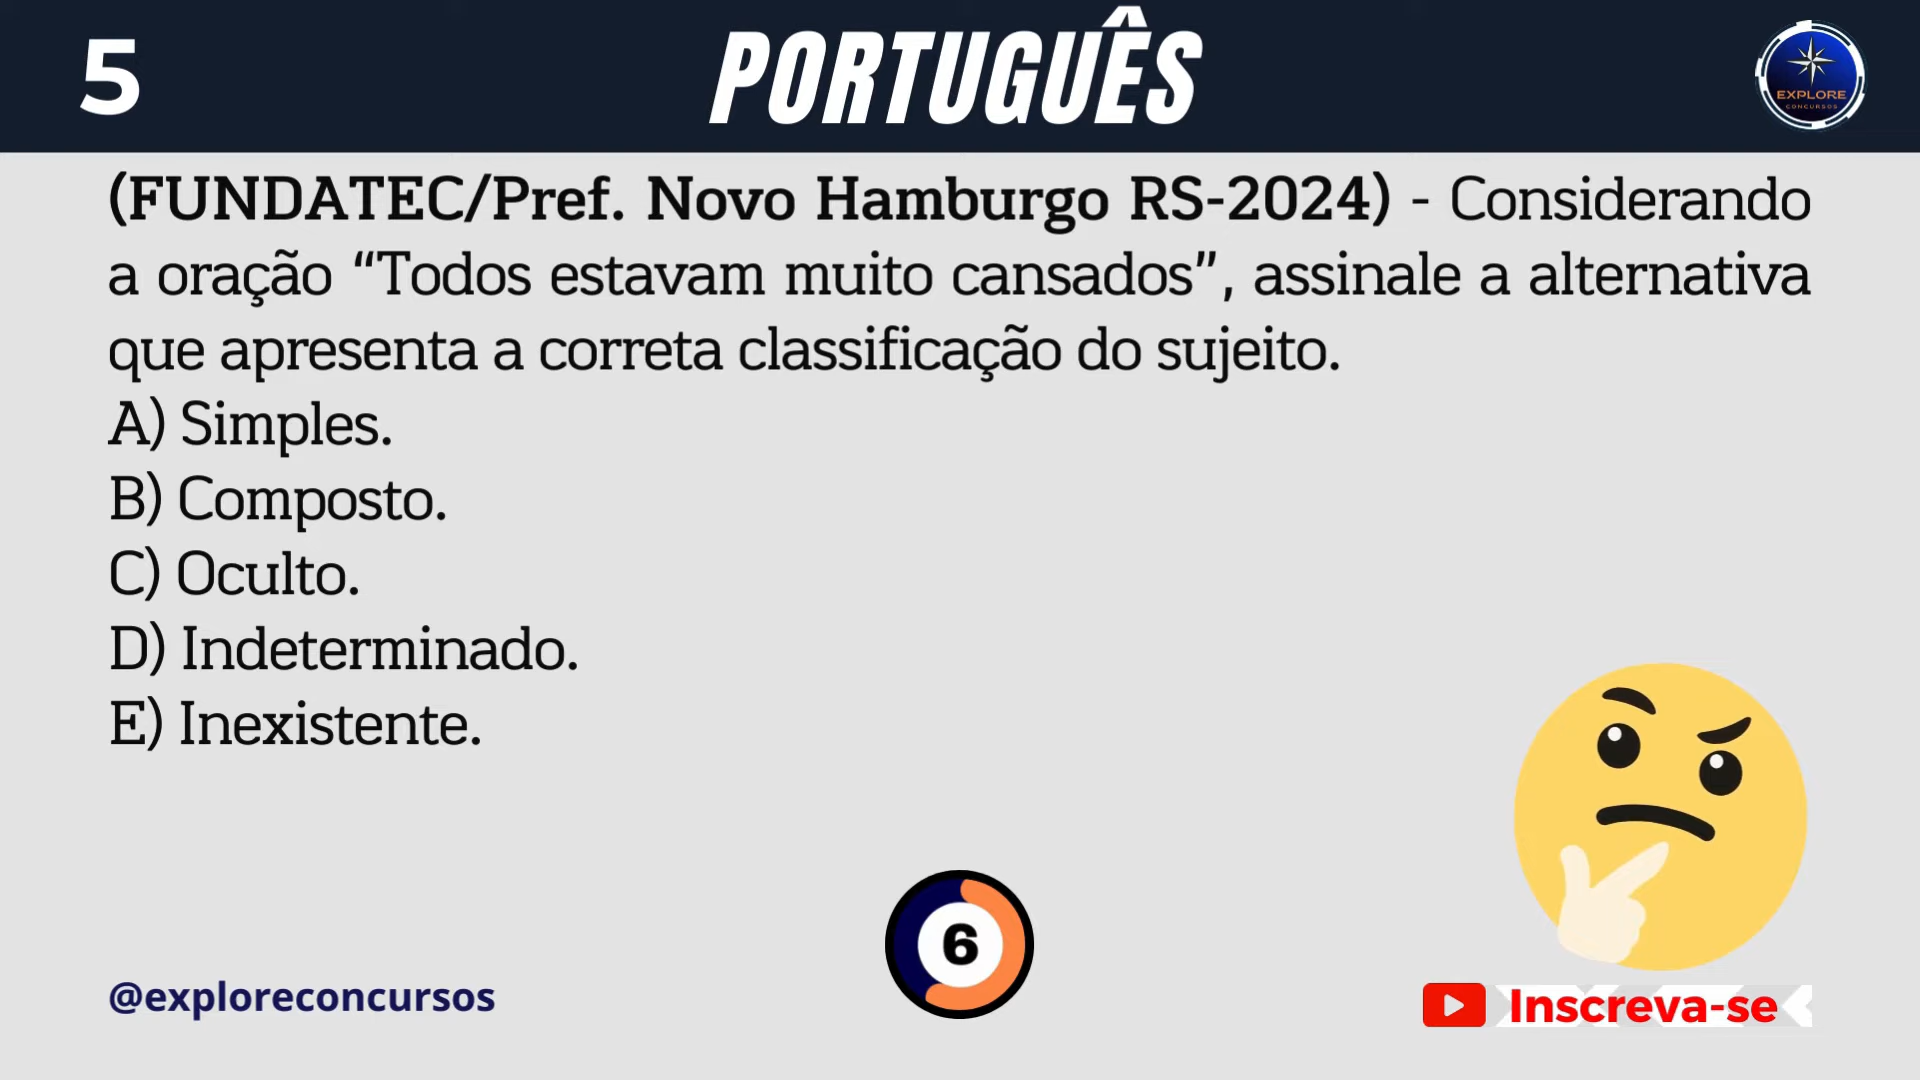 5
PORTUGUÊS
EXPLORE
CONCURSOS
(FUNDATEC/Pref. Novo Hamburgo RS-2024) - Considerando
a oração “Todos estavam muito cansados”, assinale a alternativa
que apresenta a correta classificação do sujeito.
A) Simples.
B) Composto.
C) Oculto.
D) Indeterminado.
E) Inexistente.
6
@exploreconcursos
Inscreva-se